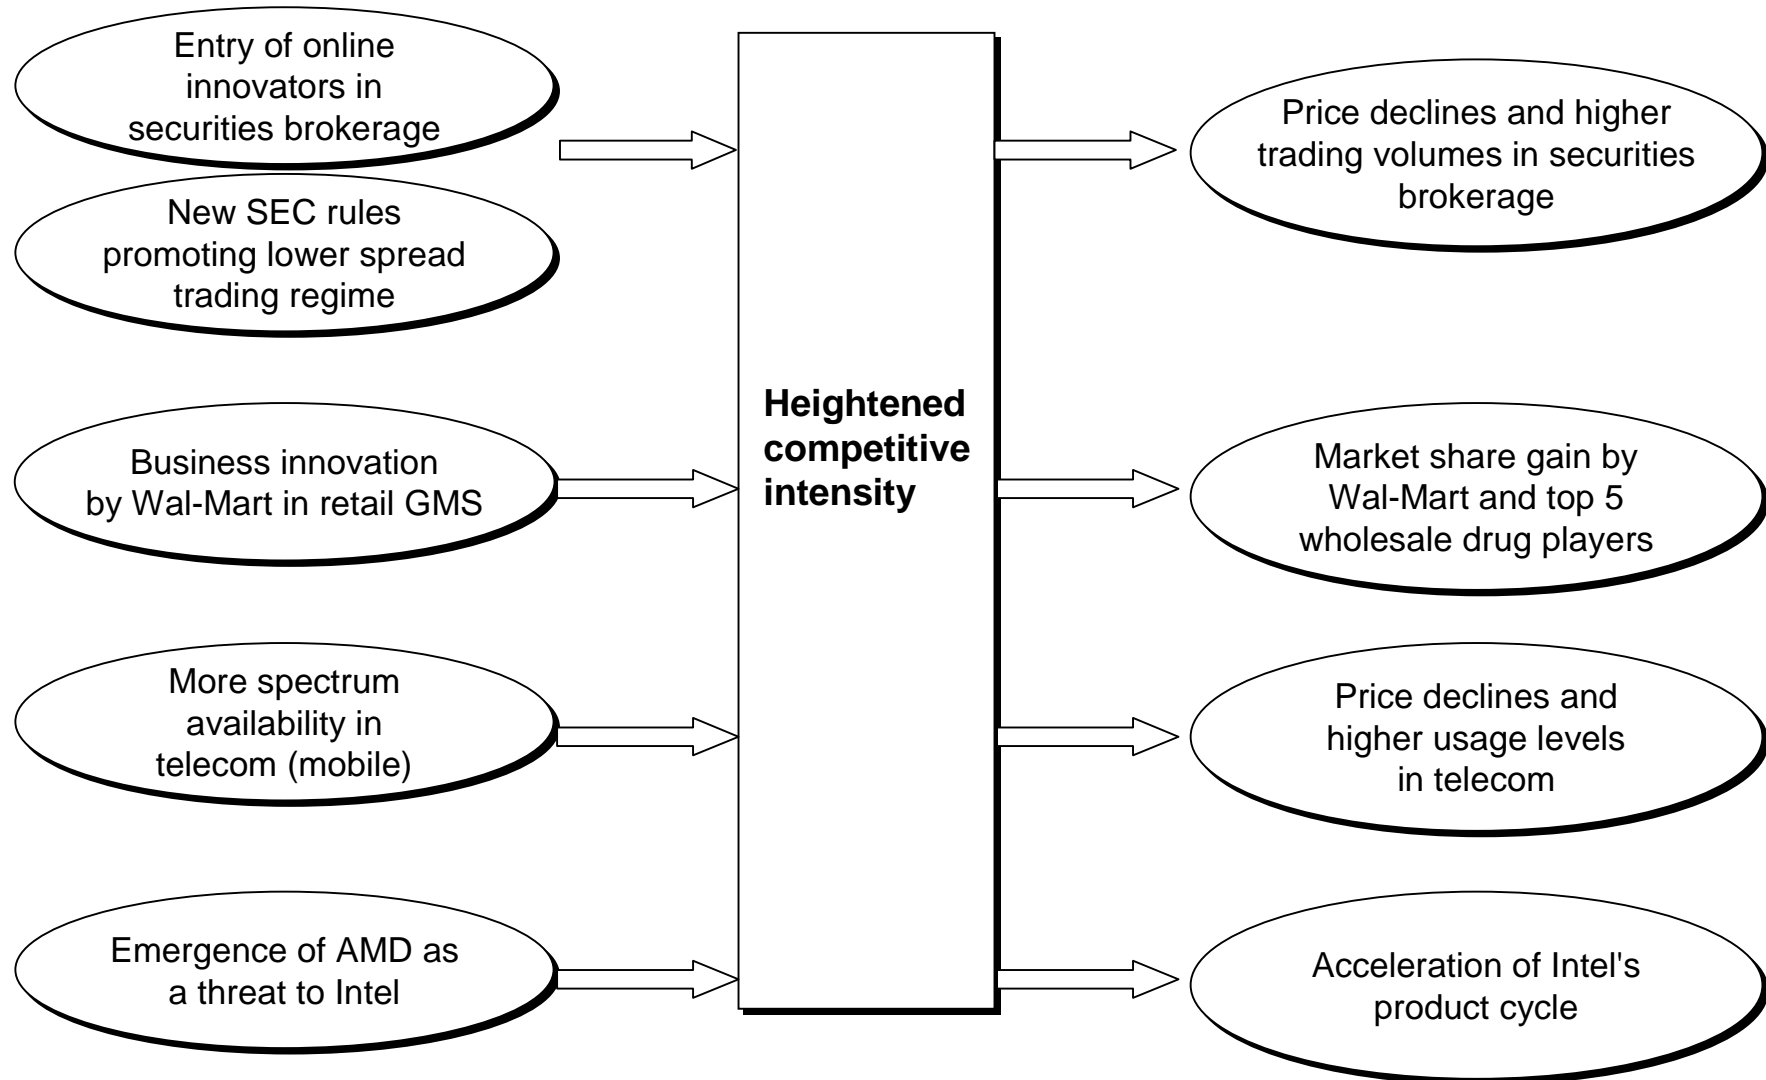 Entry of online
innovators in
securities brokerage
New SEC rules
promoting lower spread
trading regime
Business innovation
by Wal-Mart in retail GMS
More spectrum
availability in
telecom (mobile)
Emergence of AMD as
a threat to Intel
Heightened
competitive
intensity
Price declines and higher
trading volumes in securities
brokerage
Market share gain by
Wal-Mart and top 5
wholesale drug players
Price declines and
higher usage levels
in telecom
Acceleration of Intel's
product cycle